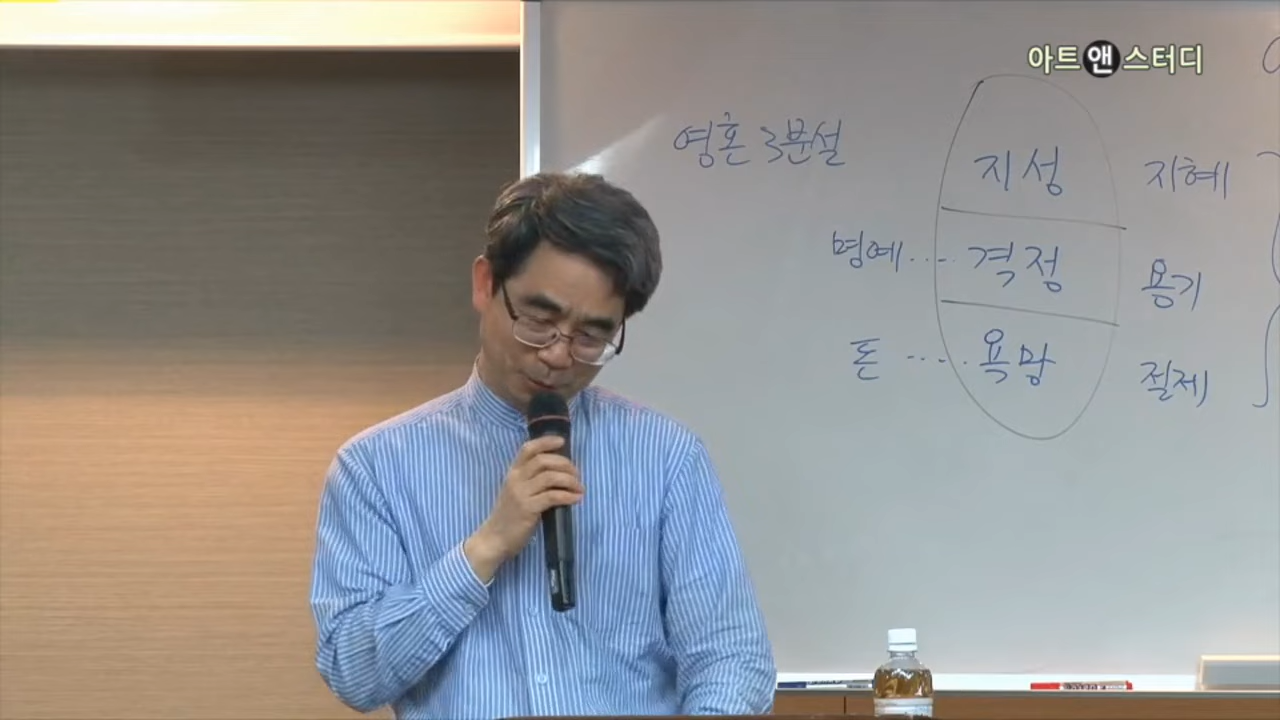 아트앤스터디
영혼 3분설
지성 지혜
명예.... 격정 용기
돈 ..... 욕망 절제